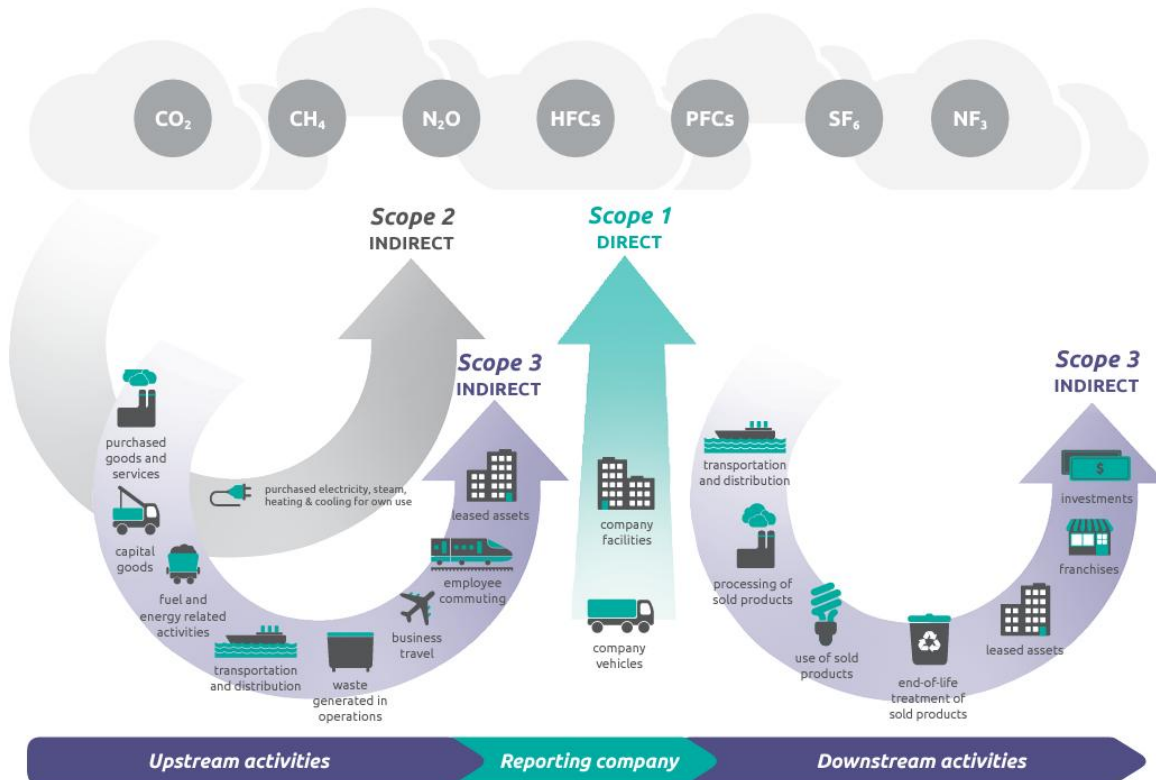 CO₂
CH₄
N₂O
HFCs
PFCs
SF₆
NF₃
Scope 2
INDIRECT
Scope 1
DIRECT
Scope 3
INDIRECT
Scope 3
INDIRECT
purchased
goods and
services
capital
goods
fuel and
energy related
activities
transportation
and distribution
waste
generated in
operations
business
travel
employee
commuting
leased assets
purchased electricity, steam,
heating & cooling for own use
company
facilities
company
vehicles
transportation
and distribution
processing of
sold products
use of sold
products
end-of-life
treatment of
sold products
leased assets
franchises
$
investments
Upstream activities
Reporting company
Downstream activities